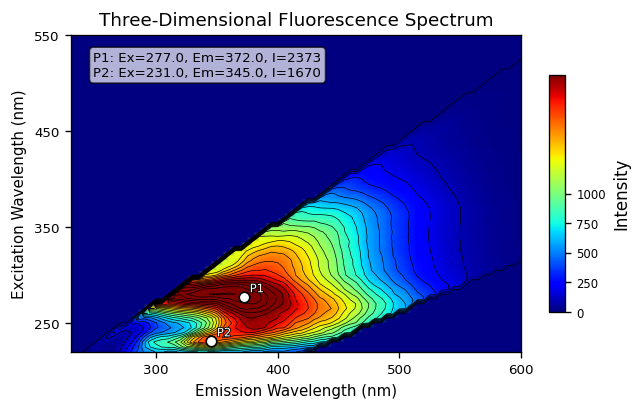 Three-Dimensional Fluorescence Spectrum
P1: Ex=277.0, Em=372.0, I=2373
P2: Ex=231.0, Em=345.0, I=1670
550
450
350
250
Excitation Wavelength (nm)
P1
P2
300
400
500
600
Emission Wavelength (nm)
1000
750
500
250
0
Intensity